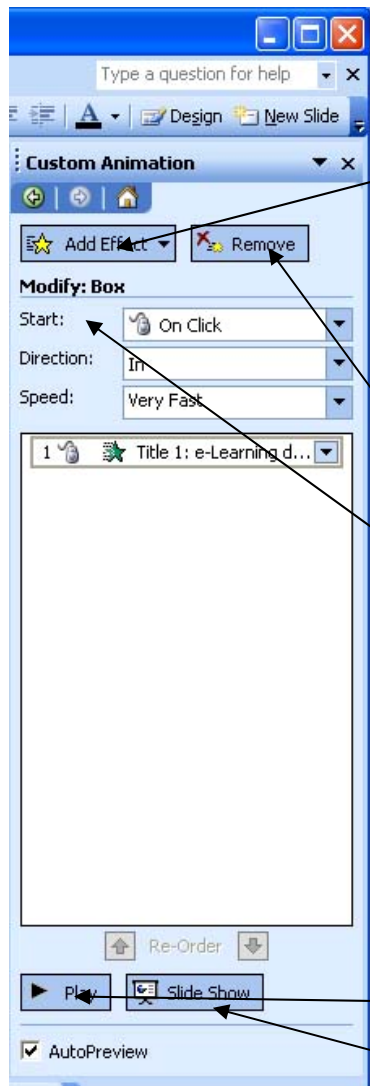 Type a question for help
Design New Slide
Custom Animation
Add Effect Remove
Modify: Box
Start: On Click
Direction: In
Speed: Very Fast
1 Title 1: e-Learning d...
Re-Order
Play Slide Show
AutoPreview